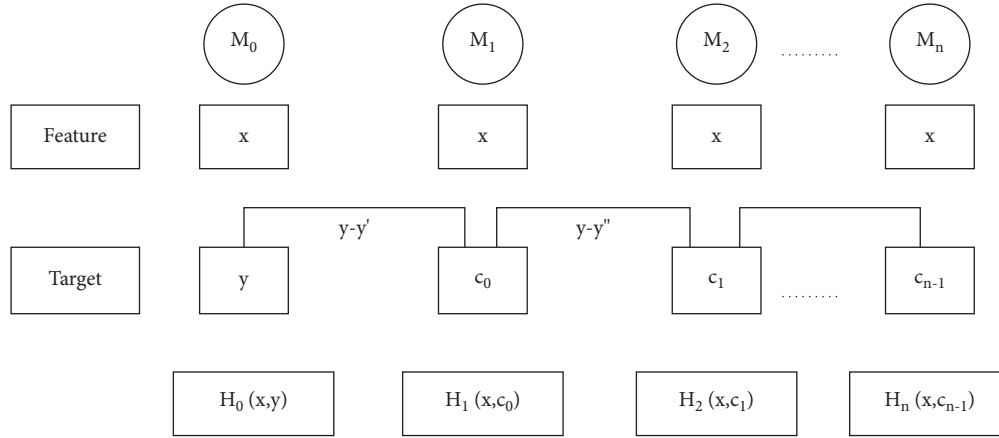 M₀ M₁ M₂ ......... Mₙ
Feature x x x x
y-y' y-y"
Target y c₀ c₁ ......... cₙ₋₁
H₀ (x,y) H₁ (x,c₀) H₂ (x,c₁) Hₙ (x,cₙ₋₁)